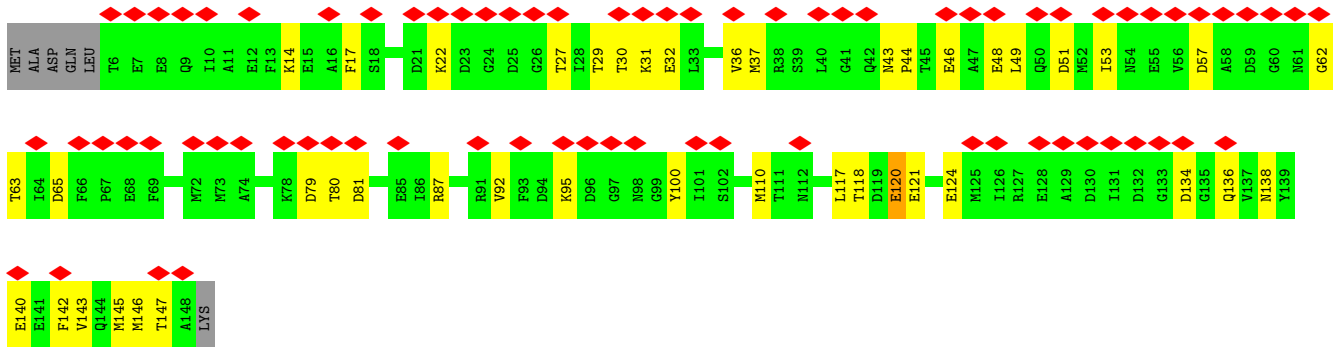 MET ALA ASP GLN LEU T6 E7 E8 Q9 I10 A11 E12 F13 K14 E15 A16 F17 S18 D21 K22 D23 G24 D25 G26 T27 I28 T29 T30 K31 E32 L33 V36 M37 R38 S39 L40 G41 Q42 N43 P44 T45 E46 A47 E48 L49 Q50 D51 M52 I53 N54 E55 V56 D57 A58 D59 G60 N61 G62
T63 I64 D65 F66 P67 E68 F69 M72 M73 A74 K78 D79 T80 D81 E85 I86 R87 R91 V92 F93 D94 K95 D96 G97 N98 G99 Y100 I101 S102 M110 T111 N112 L117 T118 D119 E120 E121 E124 M125 I126 R127 E128 A129 D130 I131 D132 G133 D134 G135 Q136 V137 N138 Y139
E140 E141 F142 V143 Q144 M145 M146 T147 A148 LYS